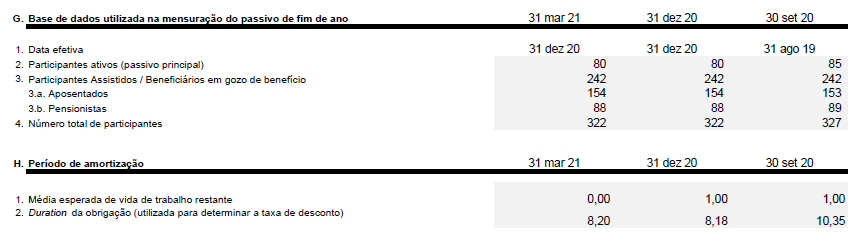 G. Base de dados utilizada na mensuração do passivo de fim de ano 31 mar 21 31 dez 20 30 set 20
1. Data efetiva 31 dez 20 31 dez 20 31 ago 19
2. Participantes ativos (passivo principal) 80 80 85
3. Participantes Assistidos / Beneficiários em gozo de benefício 242 242 242
3.a. Aposentados 154 154 153
3.b. Pensionistas 88 88 89
4. Número total de participantes 322 322 327
H. Período de amortização 31 mar 21 31 dez 20 30 set 20
1. Média esperada de vida de trabalho restante 0,00 1,00 1,00
2. Duration da obrigação (utilizada para determinar a taxa de desconto) 8,20 8,18 10,35